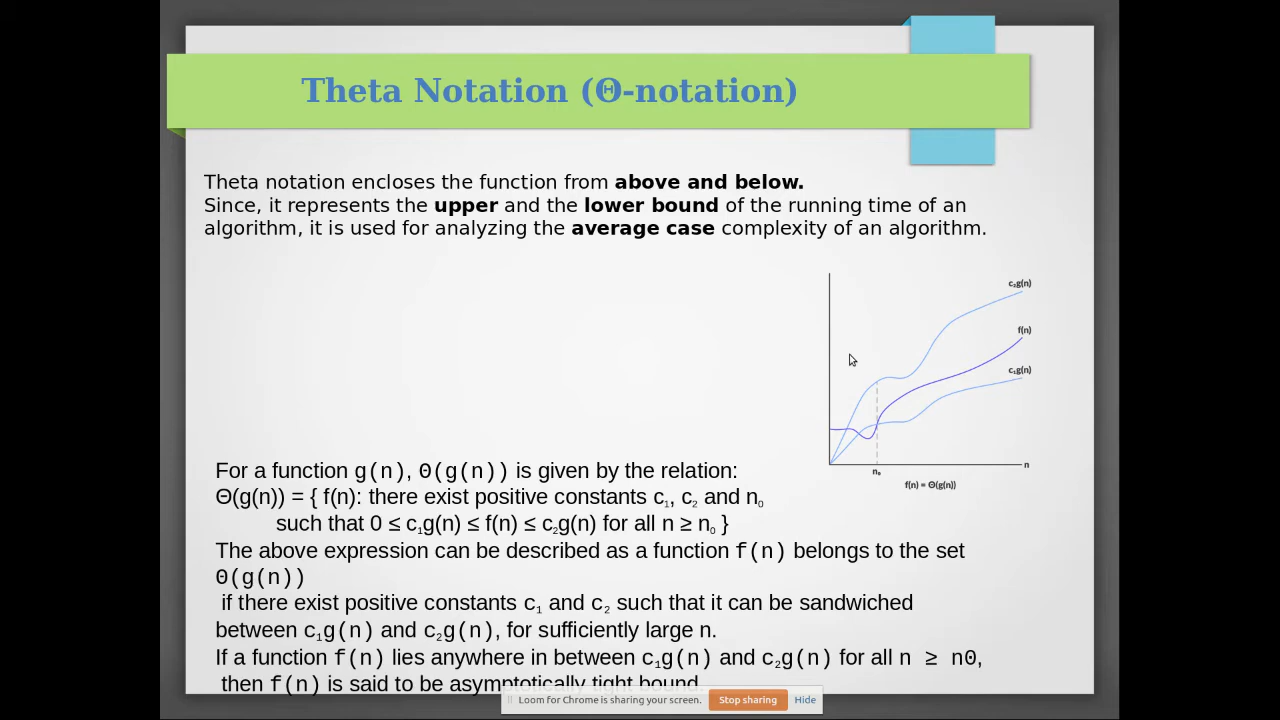 Theta Notation (Θ-notation)
Theta notation encloses the function from above and below.
Since, it represents the upper and the lower bound of the running time of an
algorithm, it is used for analyzing the average case complexity of an algorithm.
c₂g(n)
f(n)
c₁g(n)
n
n₀
f(n) = Θ(g(n))
For a function g(n), Θ(g(n)) is given by the relation:
Θ(g(n)) = { f(n): there exist positive constants c₁, c₂ and n₀
such that 0 ≤ c₁g(n) ≤ f(n) ≤ c₂g(n) for all n ≥ n₀ }
The above expression can be described as a function f(n) belongs to the set
Θ(g(n))
if there exist positive constants c₁ and c₂ such that it can be sandwiched
between c₁g(n) and c₂g(n), for sufficiently large n.
If a function f(n) lies anywhere in between c₁g(n) and c₂g(n) for all n ≥ n0,
then f(n) is said to be asymptotically tight bound.
Loom for Chrome is sharing your screen. Stop sharing Hide